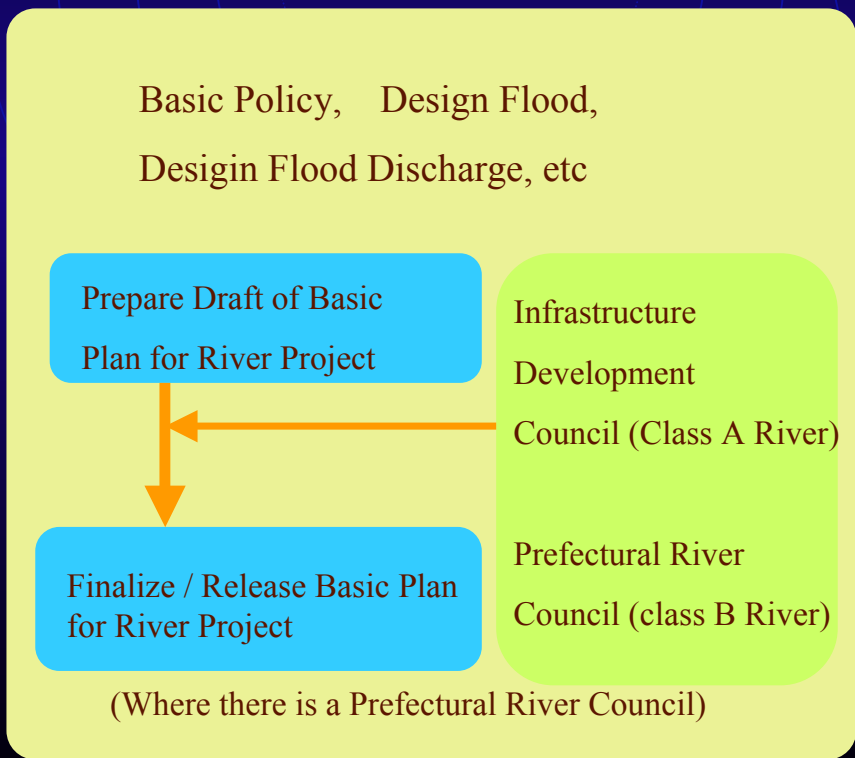 Basic Policy, Design Flood,
Desigin Flood Discharge, etc
Prepare Draft of Basic
Plan for River Project
Infrastructure
Development
Council (Class A River)
Prefectural River
Council (class B River)
Finalize / Release Basic Plan
for River Project
(Where there is a Prefectural River Council)